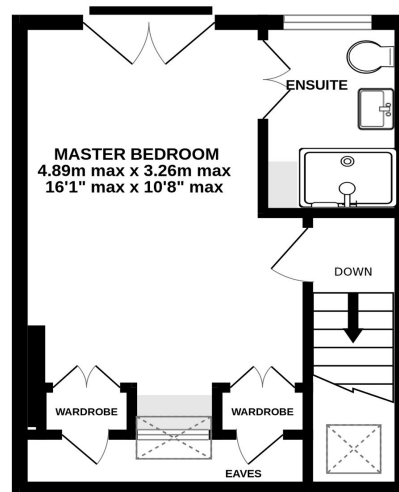 ENSUITE
MASTER BEDROOM
4.89m max x 3.26m max
16'1" max x 10'8" max
DOWN
WARDROBE
WARDROBE
EAVES